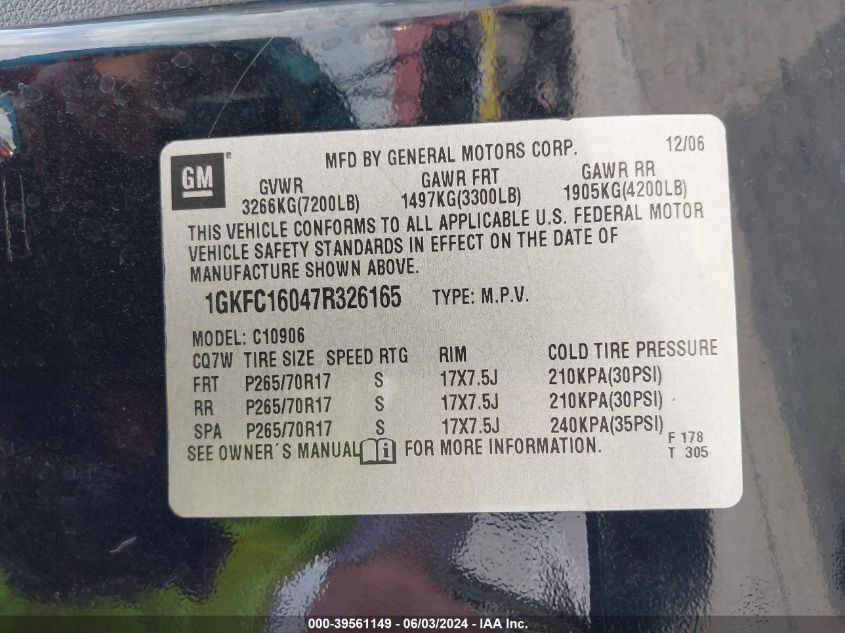 GM ® MFD BY GENERAL MOTORS CORP. 12/06
GVWR GAWR FRT GAWR RR
3266KG(7200LB) 1497KG(3300LB) 1905KG(4200LB)
THIS VEHICLE CONFORMS TO ALL APPLICABLE U.S. FEDERAL MOTOR
VEHICLE SAFETY STANDARDS IN EFFECT ON THE DATE OF
MANUFACTURE SHOWN ABOVE.
1GKFC16047R326165 TYPE: M.P.V.
MODEL: C10906
CQ7W TIRE SIZE SPEED RTG RIM COLD TIRE PRESSURE
FRT P265/70R17 S 17X7.5J 210KPA(30PSI)
RR P265/70R17 S 17X7.5J 210KPA(30PSI)
SPA P265/70R17 S 17X7.5J 240KPA(35PSI)
SEE OWNER´S MANUAL i FOR MORE INFORMATION. F 178
T 305
000-39561149 - 06/03/2024 - IAA Inc.